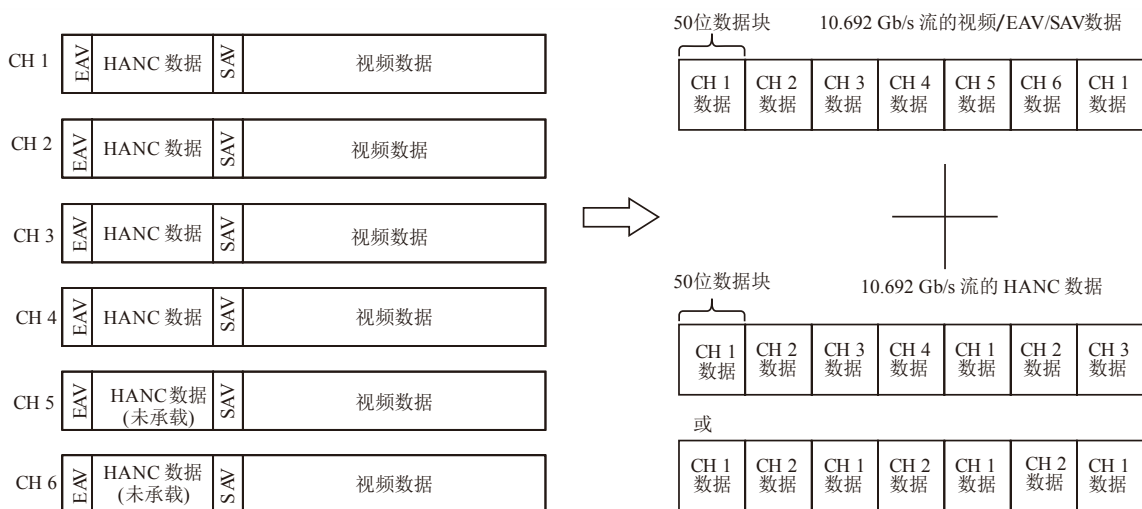 CH 1
EAV
HANC 数据
SAV
视频数据
CH 2
EAV
HANC 数据
SAV
视频数据
CH 3
EAV
HANC 数据
SAV
视频数据
CH 4
EAV
HANC 数据
SAV
视频数据
CH 5
EAV
HANC 数据
(未承载)
SAV
视频数据
CH 6
EAV
HANC 数据
(未承载)
SAV
视频数据
50位数据块
10.692 Gb/s 流的视频/EAV/SAV数据
CH 1
数据
CH 2
数据
CH 3
数据
CH 4
数据
CH 5
数据
CH 6
数据
CH 1
数据
50位数据块
10.692 Gb/s 流的 HANC 数据
CH 1
数据
CH 2
数据
CH 3
数据
CH 4
数据
CH 1
数据
CH 2
数据
CH 3
数据
或
CH 1
数据
CH 2
数据
CH 1
数据
CH 2
数据
CH 1
数据
CH 2
数据
CH 1
数据